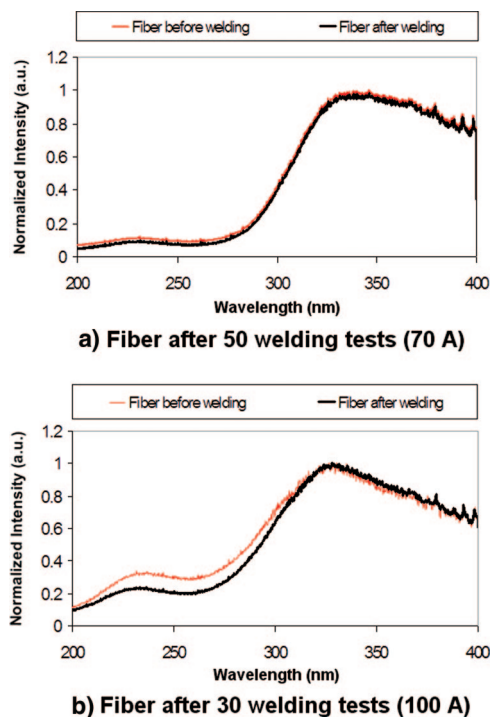 Fiber before welding Fiber after welding
Normalized Intensity (a.u.)
1.2
1
0.8
0.6
0.4
0.2
0
200 250 300 350 400
Wavelength (nm)
a) Fiber after 50 welding tests (70 A)
Fiber before welding Fiber after welding
Normalized Intensity (a.u.)
1.2
1
0.8
0.6
0.4
0.2
0
200 250 300 350 400
Wavelength (nm)
b) Fiber after 30 welding tests (100 A)